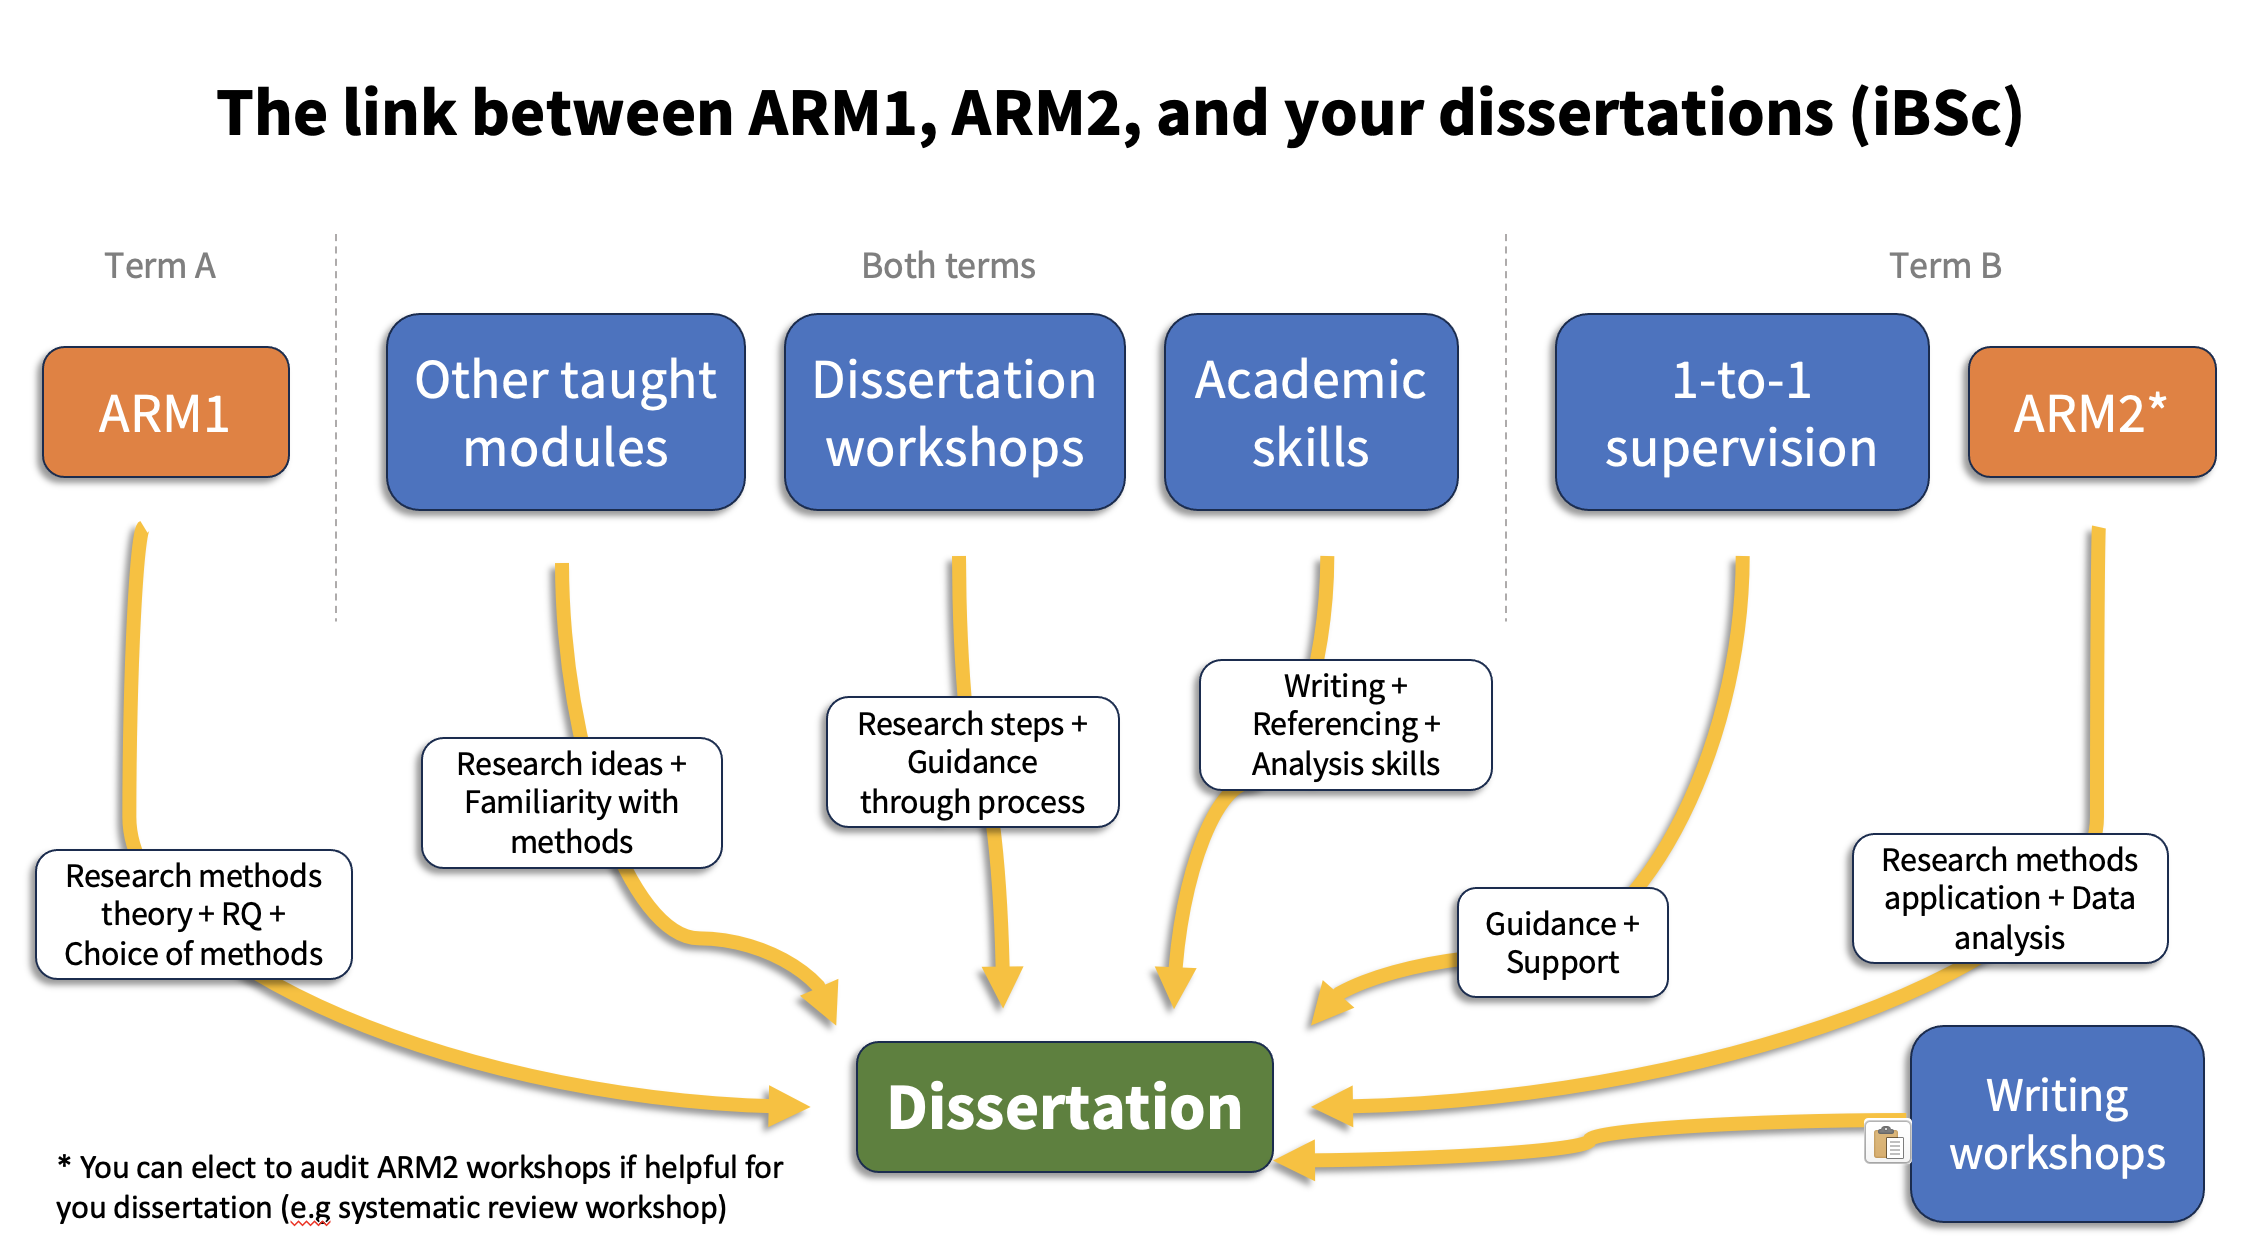 The link between ARM1, ARM2, and your dissertations (iBSc)
Term A
Both terms
Term B
ARM1
Other taught
modules
Dissertation
workshops
Academic
skills
1-to-1
supervision
ARM2*
Research methods
theory + RQ +
Choice of methods
Research ideas +
Familiarity with
methods
Research steps +
Guidance
through process
Writing +
Referencing +
Analysis skills
Guidance +
Support
Research methods
application + Data
analysis
Dissertation
Writing
workshops
* You can elect to audit ARM2 workshops if helpful for
you dissertation (e.g systematic review workshop)